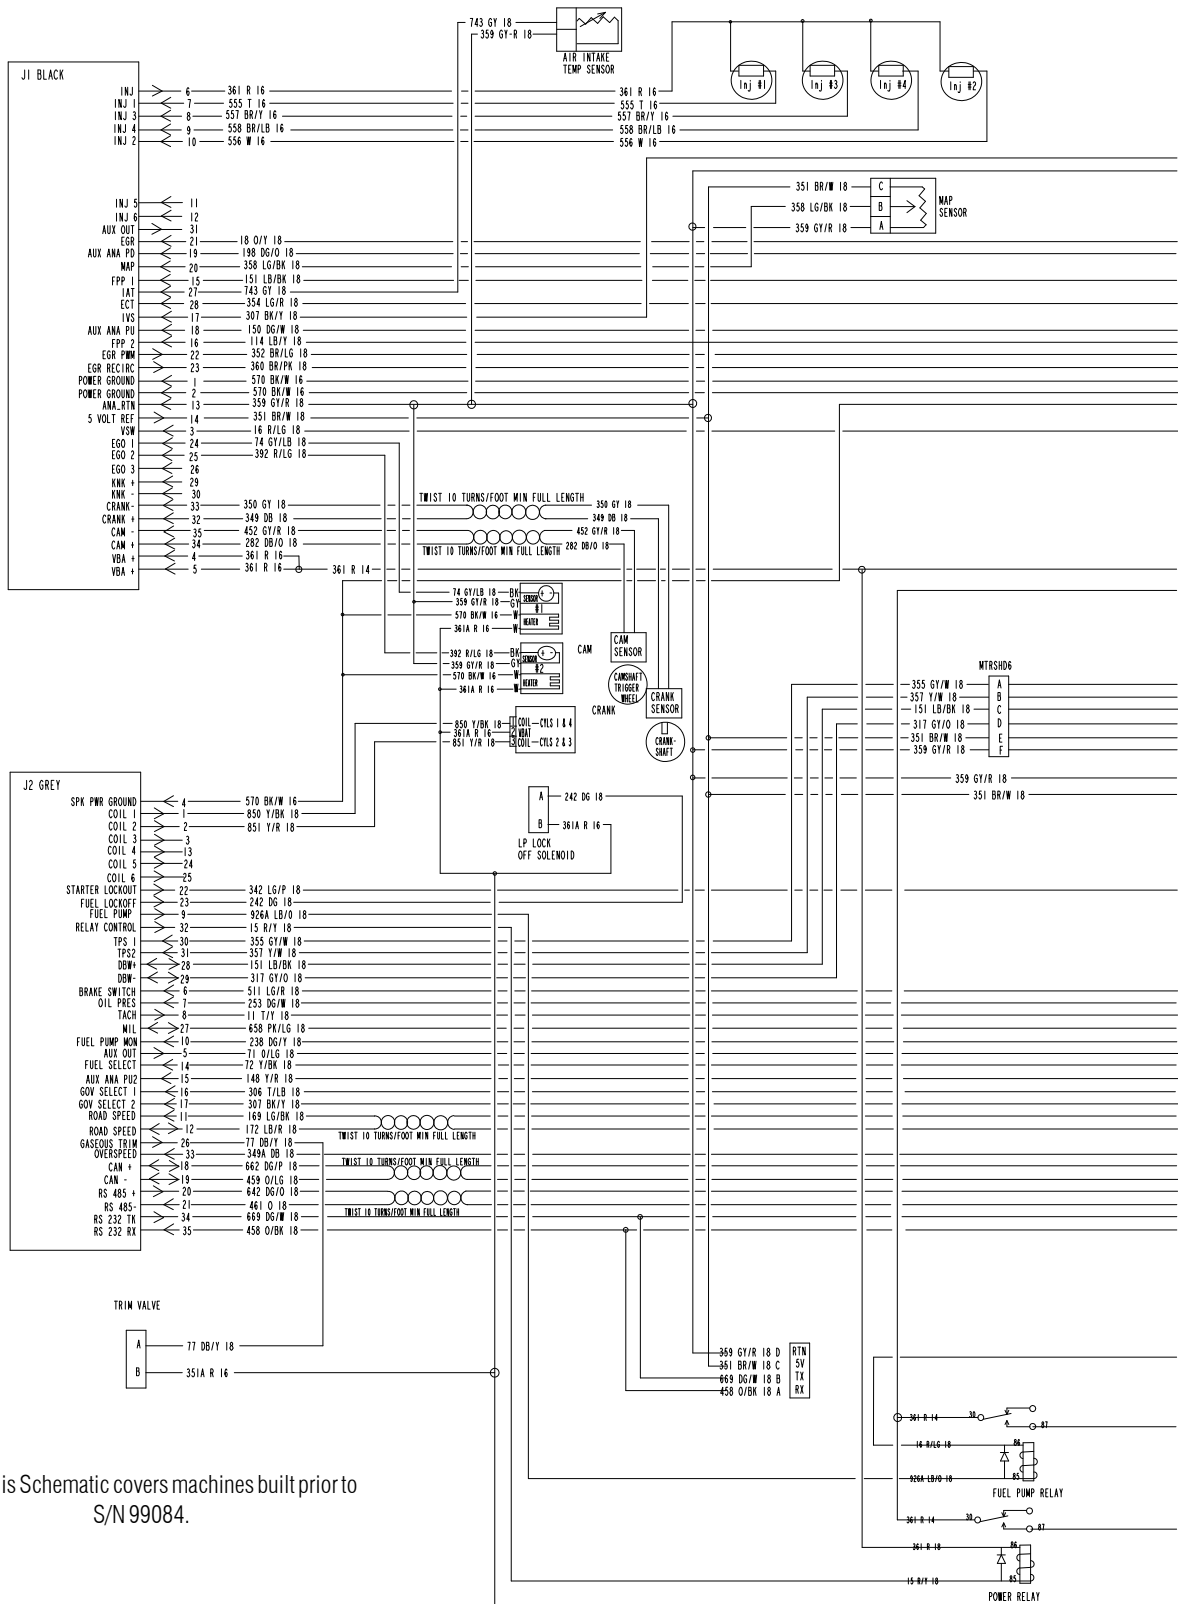 743 GY 18
359 GY-R 18
AIR INTAKE
TEMP SENSOR
J1 BLACK
INJ 6 361 R 16 361 R 16
INJ 1 7 555 T 16 555 T 16
INJ 3 8 557 BR/Y 16 557 BR/Y 16
INJ 4 9 558 BR/LB 16 558 BR/LB 16
INJ 2 10 556 W 16 556 W 16
Inj #1 Inj #3 Inj #4 Inj #2
INJ 5 11
INJ 6 12
AUX OUT 31
EGR 21 18 O/Y 18
AUX ANA PD 19 198 DG/O 18
MAP 20 358 LG/BK 18
FPP 1 15 151 LB/BK 18
IAT 27 743 GY 18
ECT 28 354 LG/R 18
IVS 17 307 BK/Y 18
AUX ANA PU 18 150 DG/W 18
FPP 2 16 114 LB/Y 18
EGR PWM 22 352 BR/LG 18
EGR RECIRC 23 360 BR/PK 18
POWER GROUND 1 570 BK/W 16
POWER GROUND 2 570 BK/W 16
ANA_RTN 13 359 GY/R 18
5 VOLT REF 14 351 BR/W 18
VSW 3 16 R/LG 18
EGO 1 24 74 GY/LB 18
EGO 2 25 392 R/LG 18
EGO 3 26
KNK + 29
KNK - 30
CRANK- 33 350 GY 18
CRANK + 32 349 DB 18
CAM - 35 452 GY/R 18
CAM + 34 282 DB/O 18
VBA + 4 361 R 16
VBA + 5 361 R 16 361 R 14
351 BR/W 18 C
358 LG/BK 18 B
359 GY/R 18 A
MAP
SENSOR
TWIST 10 TURNS/FOOT MIN FULL LENGTH
350 GY 18
349 DB 18
452 GY/R 18
282 DB/O 18
TWIST 10 TURNS/FOOT MIN FULL LENGTH
74 GY/LB 18 BK SENSOR + -
359 GY/R 18 GY #1
570 BK/W 16 W HEATER
361A R 16 W
392 R/LG 18 BK SENSOR + -
359 GY/R 18 GY #2
570 BK/W 16 W HEATER
361A R 16 W
850 Y/BK 18 1 COIL CYLS 1 & 4
361A R 16 2 VBAT
851 Y/R 18 3 COIL CYLS 2 & 3
CAM
CAM
SENSOR
CAMSHAFT
TRIGGER
WHEEL
CRANK
CRANK
SENSOR
CRANK-
SHAFT
MTRSHD6
355 GY/W 18 A
357 Y/W 18 B
151 LB/BK 18 C
317 GY/O 18 D
351 BR/W 18 E
359 GY/R 18 F
359 GY/R 18
351 BR/W 18
A 242 DG 18
B 361A R 16
LP LOCK
OFF SOLENOID
J2 GREY
SPK PWR GROUND 4 570 BK/W 16
COIL 1 1 850 Y/BK 18
COIL 2 2 851 Y/R 18
COIL 3 3
COIL 4 13
COIL 5 24
COIL 6 25
STARTER LOCKOUT 22 342 LG/P 18
FUEL LOCKOFF 23 242 DG 18
FUEL PUMP 9 926A LB/O 18
RELAY CONTROL 32 15 R/Y 18
TPS 1 30 355 GY/W 18
TPS2 31 357 Y/W 18
DBW+ 28 151 LB/BK 18
DBW- 29 317 GY/O 18
BRAKE SWITCH 6 511 LG/R 18
OIL PRES 7 253 DG/W 18
TACH 8 11 T/Y 18
MIL 27 658 PK/LG 18
FUEL PUMP MON 10 238 DG/Y 18
AUX OUT 5 71 O/LG 18
FUEL SELECT 14 72 Y/BK 18
AUX ANA PU2 15 148 Y/R 18
GOV SELECT 1 16 306 T/LB 18
GOV SELECT 2 17 307 BK/Y 18
ROAD SPEED 11 169 LG/BK 18
ROAD SPEED 12 172 LB/R 18
GASEOUS TRIM 26 77 DB/Y 18
OVERSPEED 33 349A DB 18
CAN + 18 662 DG/P 18
CAN - 19 459 O/LG 18
RS 485 + 20 642 DG/O 18
RS 485- 21 461 O 18
RS 232 TK 34 669 DG/W 18
RS 232 RX 35 458 O/BK 18
TWIST 10 TURNS/FOOT MIN FULL LENGTH
TWIST 10 TURNS/FOOT MIN FULL LENGTH
TWIST 10 TURNS/FOOT MIN FULL LENGTH
TRIM VALVE
A 77 DB/Y 18
B 351A R 16
359 GY/R 18 D RTN
351 BR/W 18 C 5V
669 DG/W 18 B TX
458 O/BK 18 A RX
361 R 14 30 87
16 R/LG 18 86
926A LB/O 18 85
FUEL PUMP RELAY
361 R 14 30 87
361 R 18 86
15 R/Y 18 85
POWER RELAY
is Schematic covers machines built prior to
S/N 99084.